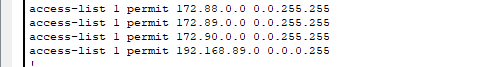 access-list 1 permit 172.88.0.0 0.0.255.255
access-list 1 permit 172.89.0.0 0.0.255.255
access-list 1 permit 172.90.0.0 0.0.255.255
access-list 1 permit 192.168.89.0 0.0.0.255
!